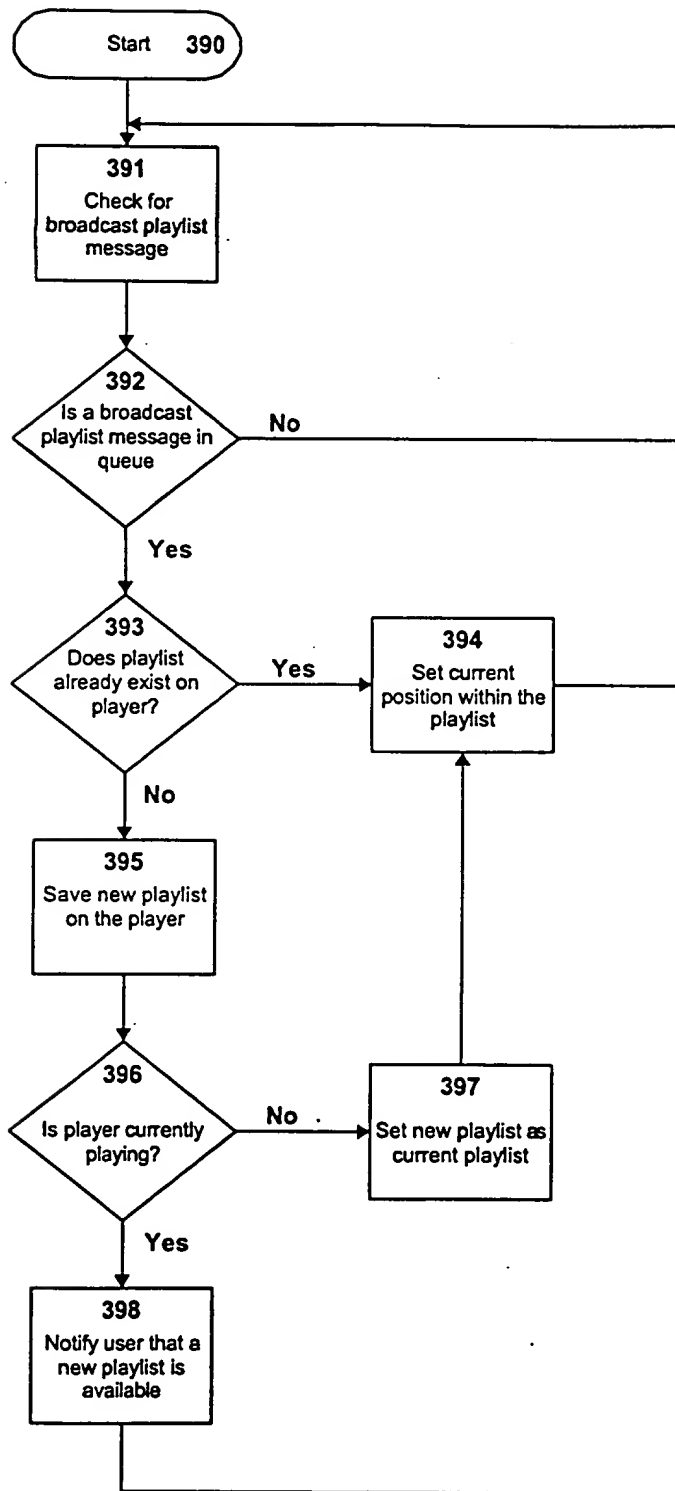 Start 390
391
Check for
broadcast playlist
message
392
Is a broadcast
playlist message in
queue
No
Yes
393
Does playlist
already exist on
player?
Yes
394
Set current
position within the
playlist
No
395
Save new playlist
on the player
396
Is player currently
playing?
No
397
Set new playlist as
current playlist
Yes
398
Notify user that a
new playlist is
available